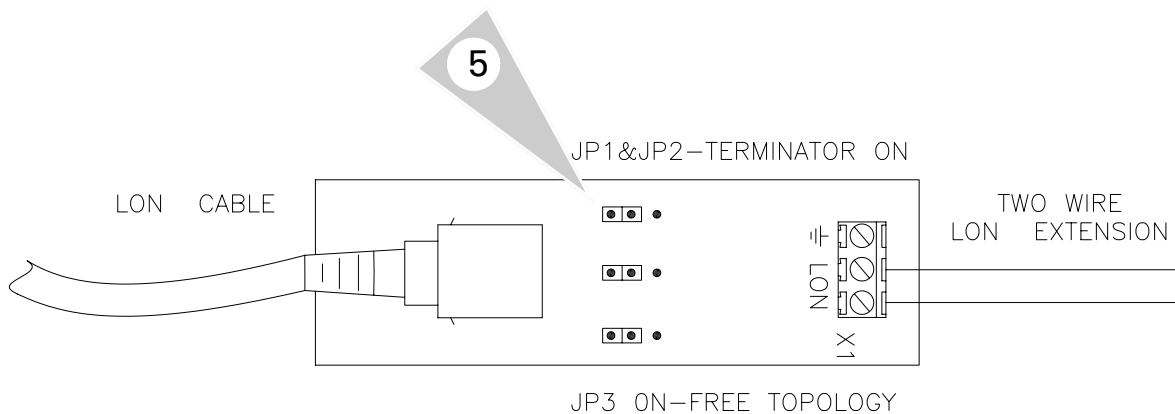 5
JP1&JP2-TERMINATOR ON
LON CABLE
TWO WIRE
LON EXTENSION
LON
X1
JP3 ON-FREE TOPOLOGY